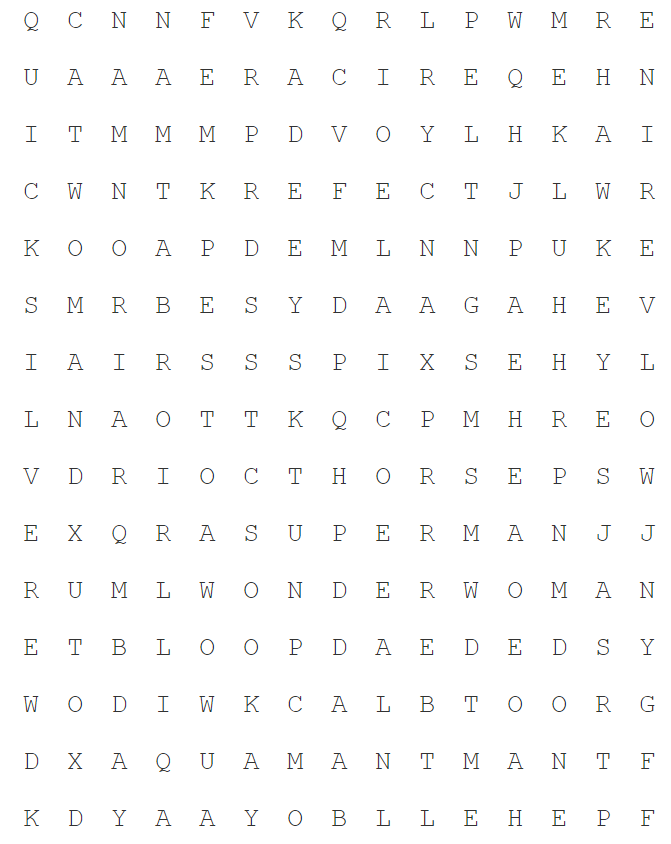 Q C N N F V K Q R L P W M R E
U A A A E R A C I R E Q E H N
I T M M M P D V O Y L H K A I
C W N T K R E F E C T J L W R
K O O A P D E M L N N P U K E
S M R B E S Y D A A G A H E V
I A I R S S S P I X S E H Y L
L N A O T T K Q C P M H R E O
V D R I O C T H O R S E P S W
E X Q R A S U P E R M A N J J
R U M L W O N D E R W O M A N
E T B L O O P D A E D E D S Y
W O D I W K C A L B T O O R G
D X A Q U A M A N T M A N T F
K D Y A A Y O B L L E H E P F